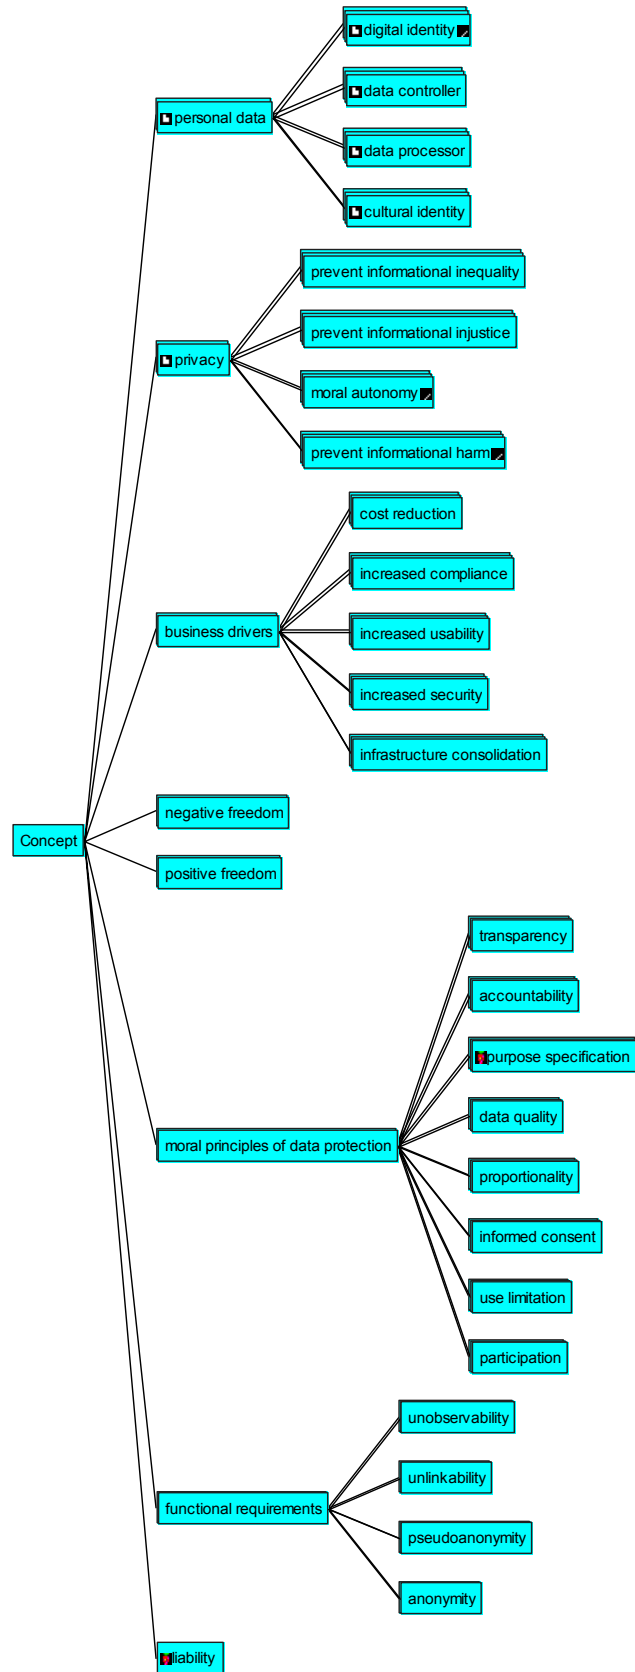 digital identity
data controller
personal data
data processor
cultural identity
prevent informational inequality
prevent informational injustice
privacy
moral autonomy
prevent informational harm
cost reduction
increased compliance
business drivers
increased usability
increased security
infrastructure consolidation
negative freedom
Concept
positive freedom
transparency
accountability
purpose specification
data quality
moral principles of data protection
proportionality
informed consent
use limitation
participation
unobservability
unlinkability
functional requirements
pseudoanonymity
anonymity
liability